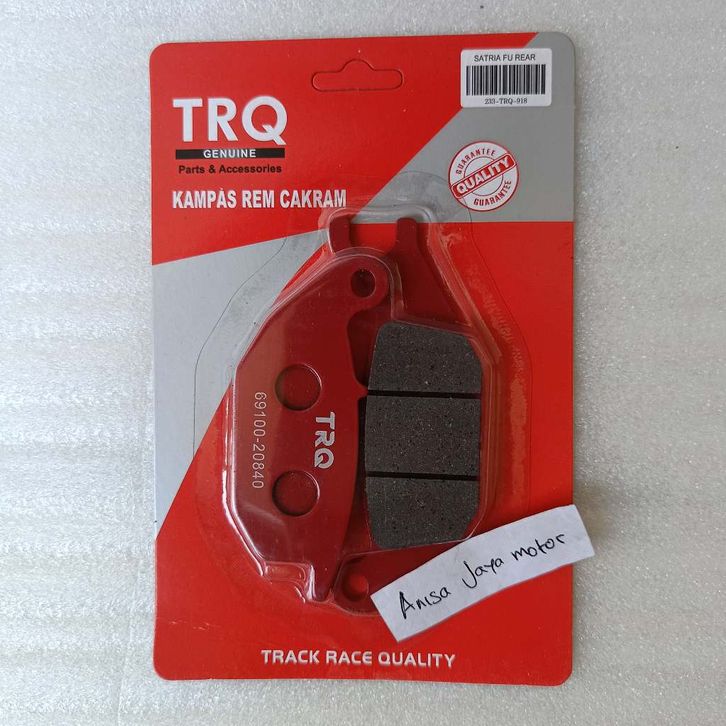 SATRIA FU REAR
233-TRQ-918
TRQ
GENUINE
Parts & Accessories
GUARANTEE
QUALITY
GUARANTEE
KAMPAS REM CAKRAM
69100-20840
TRQ
Anisa Jaya motor
TRACK RACE QUALITY